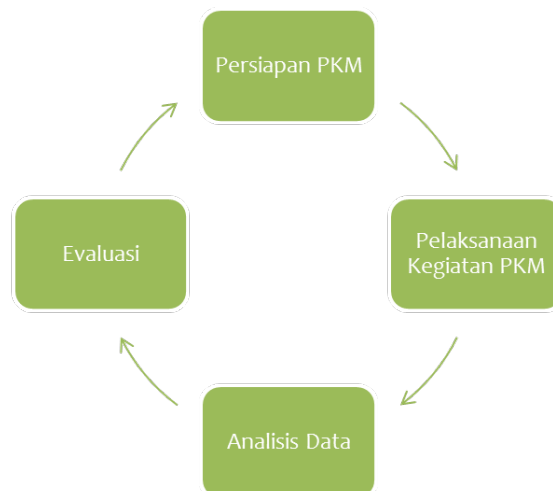 Persiapan PKM
Pelaksanaan
Kegiatan PKM
Analisis Data
Evaluasi